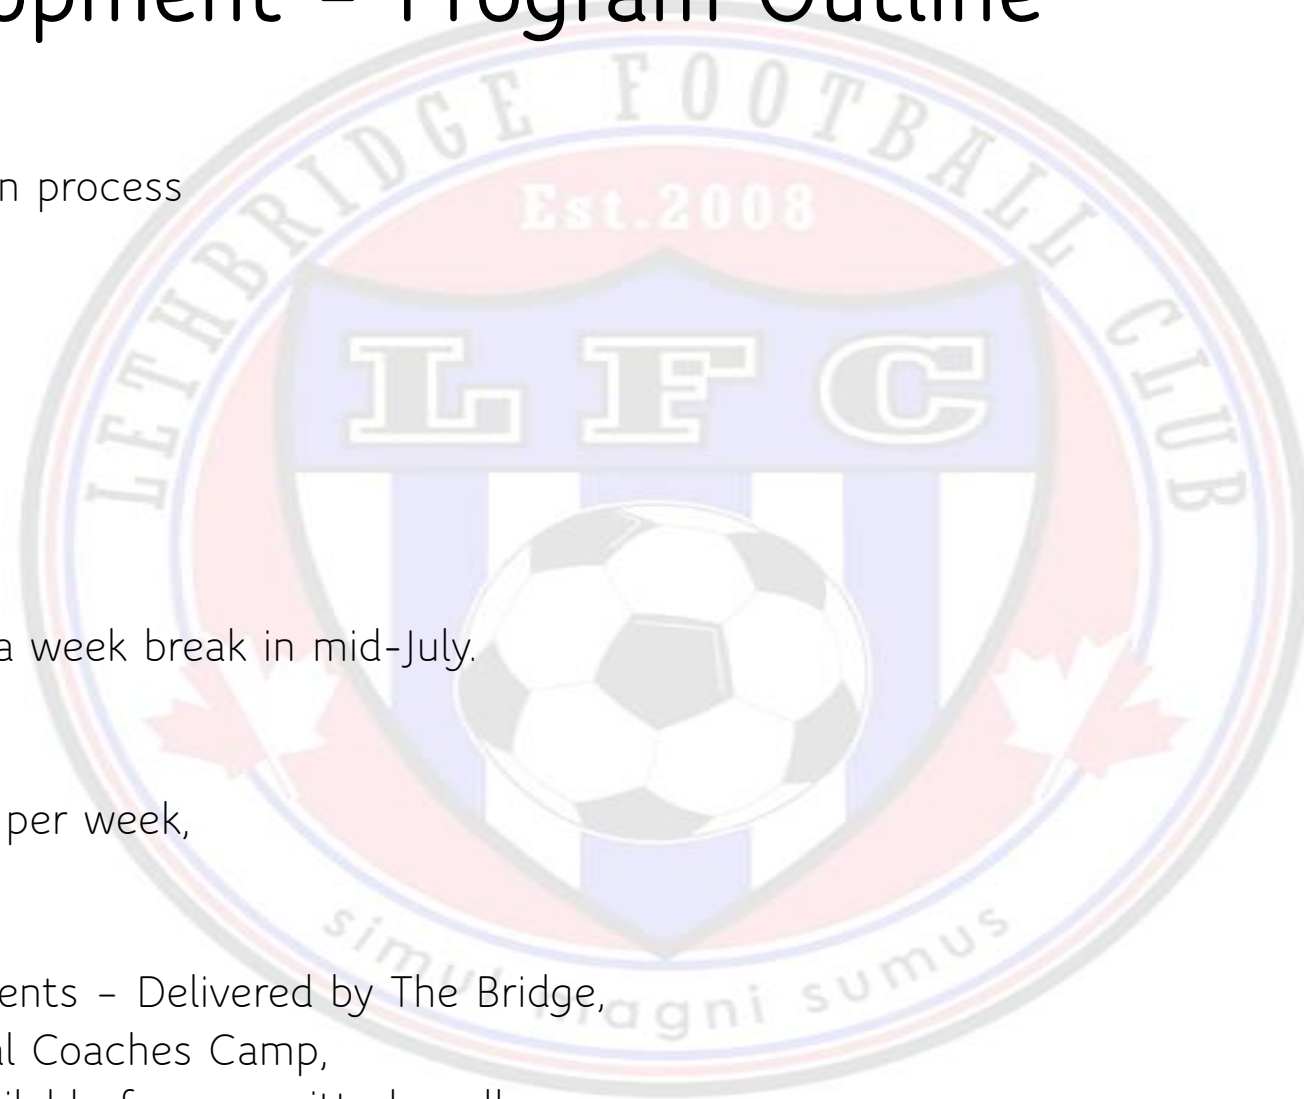 opment – Program Outline
LETHBRIDGE FOOTBALL CLUB
n process
Est.2008
LFC
a week break in mid-July.
per week,
simul magni sumus
ents – Delivered by The Bridge,
al Coaches Camp,